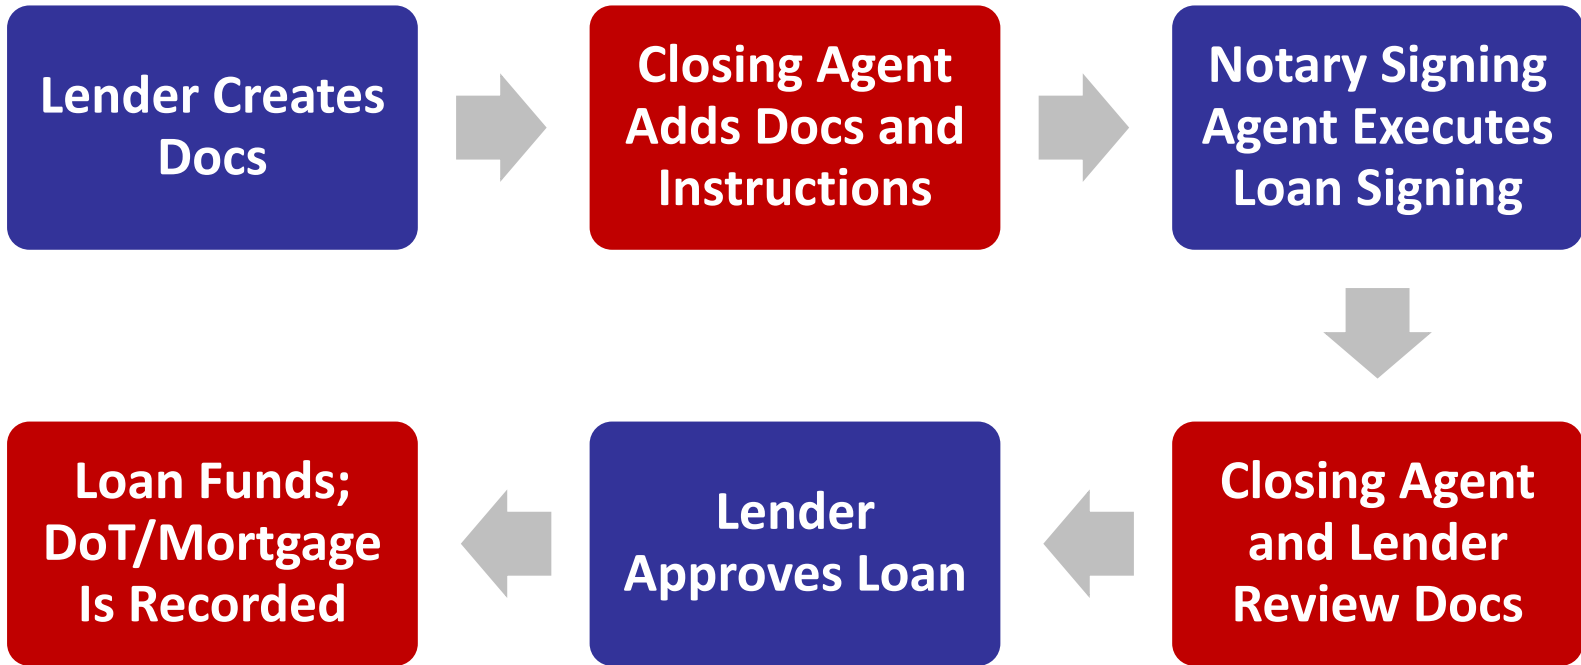 Lender Creates
Docs
Closing Agent
Adds Docs and
Instructions
Notary Signing
Agent Executes
Loan Signing
Closing Agent
and Lender
Review Docs
Lender
Approves Loan
Loan Funds;
DoT/Mortgage
Is Recorded